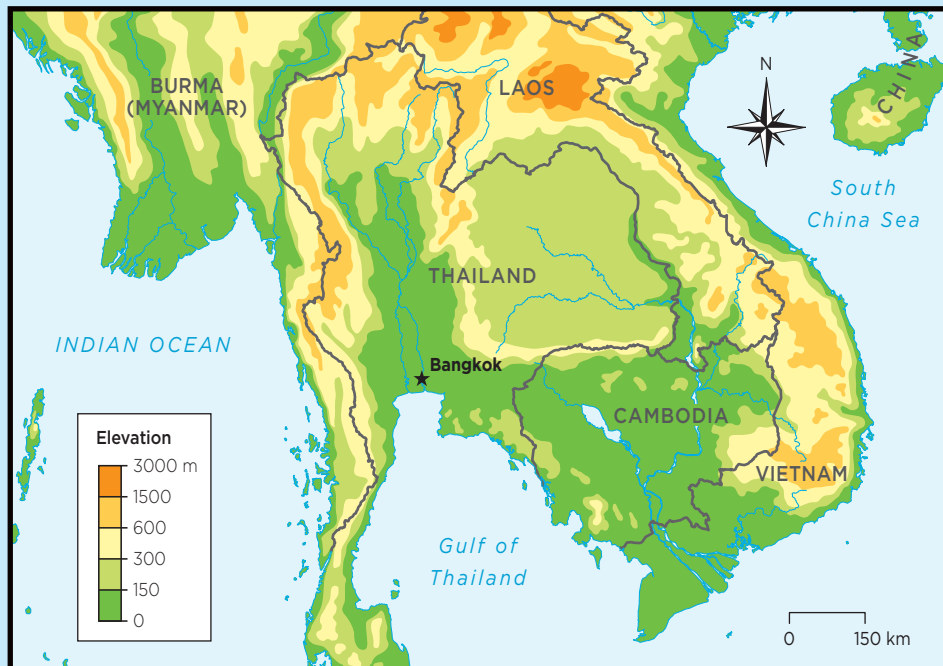 BURMA
(MYANMAR)
LAOS
CHINA
N
South
China Sea
THAILAND
INDIAN OCEAN
Bangkok
CAMBODIA
VIETNAM
Gulf of
Thailand
Elevation
3000 m
1500
600
300
150
0
0 150 km